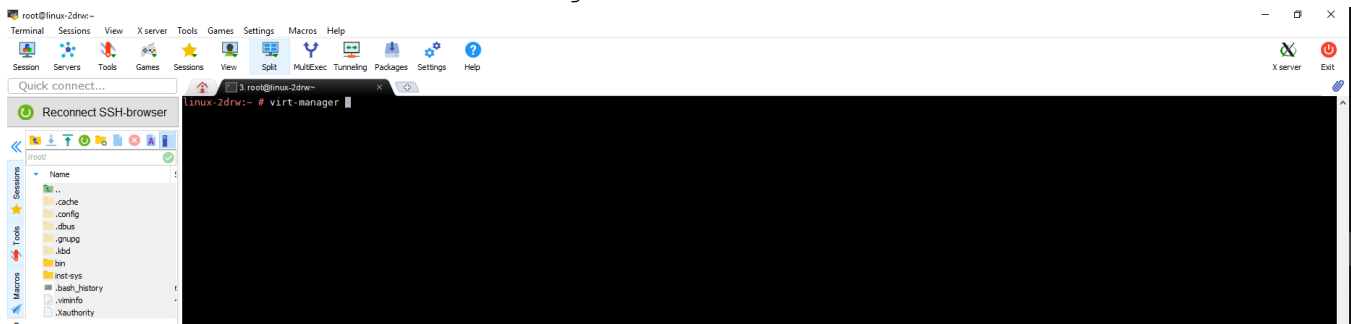 root@linux-2drw:~
Terminal Sessions View X server Tools Games Settings Macros Help
Session Servers Tools Games Sessions View Split MultiExec Tunneling Packages Settings Help X server Exit
Quick connect...
3. root@linux-2drw:~
linux-2drw:~ # virt-manager
Reconnect SSH-browser
/root/
Name
..
.cache
.config
.dbus
.gnupg
.kbd
bin
inst-sys
.bash_history
.viminfo
.Xauthority
Sessions
Tools
Macros